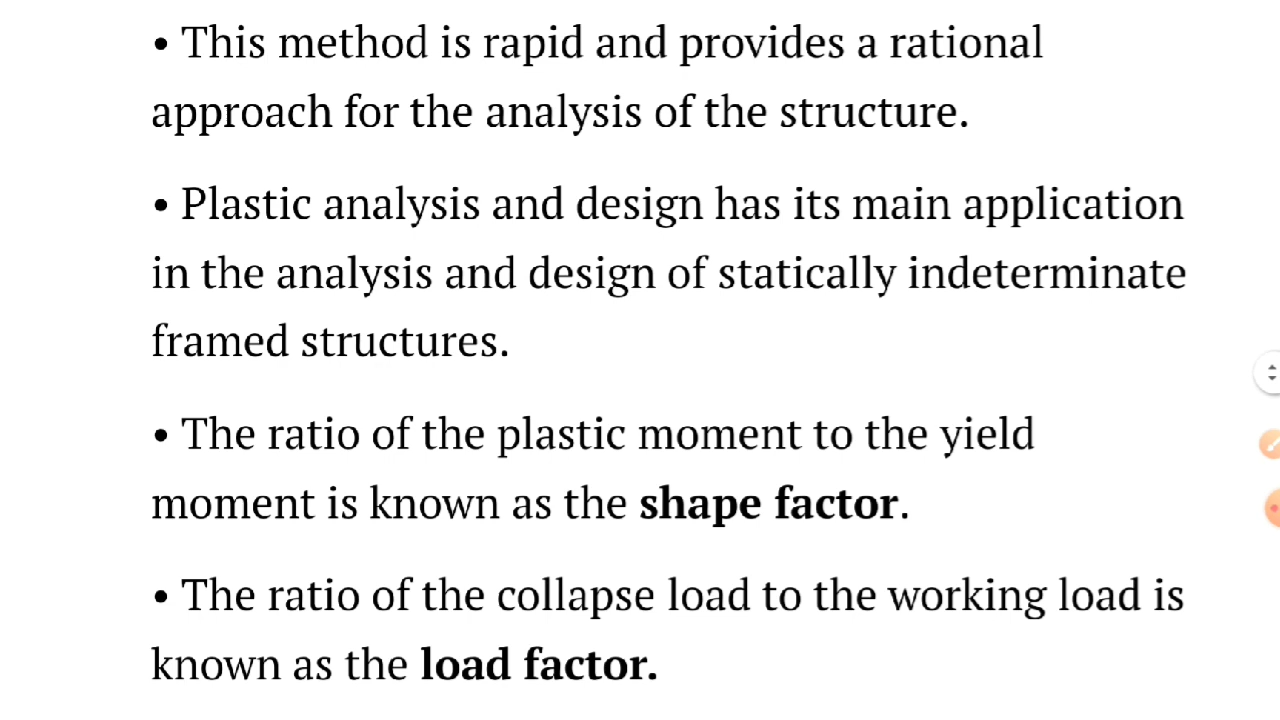 • This method is rapid and provides a rational
approach for the analysis of the structure.
• Plastic analysis and design has its main application
in the analysis and design of statically indeterminate
framed structures.
• The ratio of the plastic moment to the yield
moment is known as the shape factor.
• The ratio of the collapse load to the working load is
known as the load factor.